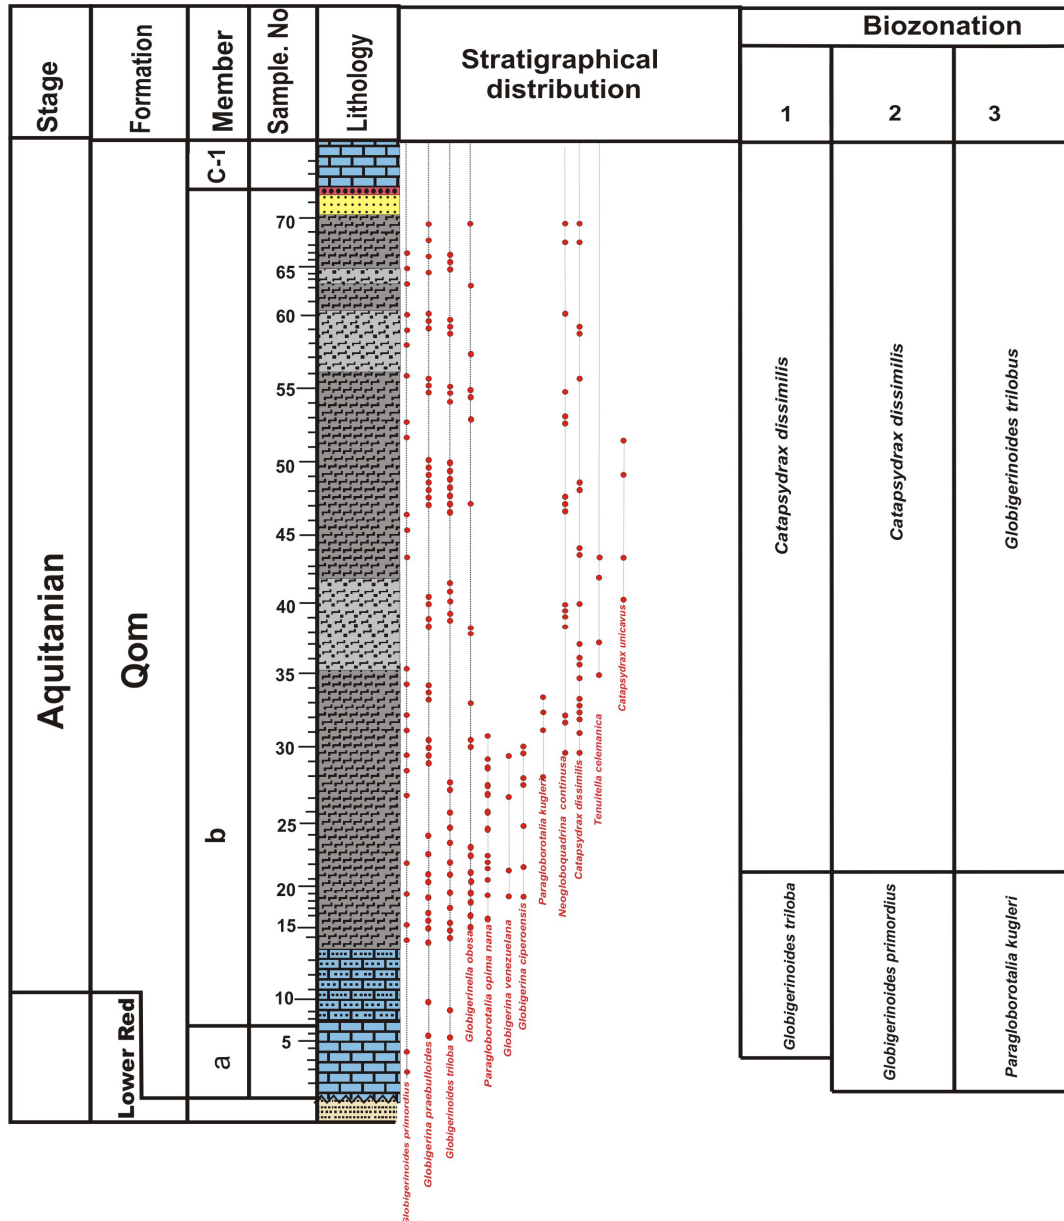 Stage
Formation
Member
Sample. No
Lithology
Stratigraphical
distribution
Biozonation
1
2
3
Aquitanian
Qom
Lower Red
C-1
b
a
70
65
60
55
50
45
40
35
30
25
20
15
10
5
Globigerinoides primordius
Globigerina praebulloides
Globigerinoides triloba
Globigerinella obesa
Paragloborotalia opima nana
Globigerina venezuelana
Globigerina ciperoensis
Paragloborotalia kugleri
Neogloboquadrina continusa
Catapsydrax dissimilis
Tenuitella celemanica
Catapsydrax unicavus
Catapsydrax dissimilis
Catapsydrax dissimilis
Globigerinoides trilobus
Globigerinoides triloba
Globigerinoides primordius
Paragloborotalia kugleri